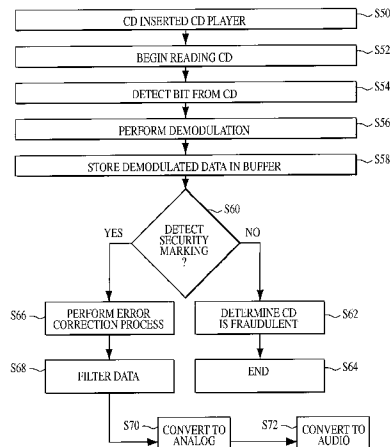 CD INSERTED CD PLAYER
S50
BEGIN READING CD
S52
DETECT BIT FROM CD
S54
PERFORM DEMODULATION
S56
STORE DEMODULATED DATA IN BUFFER
S58
S60
DETECT
SECURITY
MARKING
?
YES
NO
S66
PERFORM ERROR
CORRECTION PROCESS
DETERMINE CD
IS FRAUDULENT
S62
S68
FILTER DATA
END
S64
S70
CONVERT TO
ANALOG
S72
CONVERT TO
AUDIO